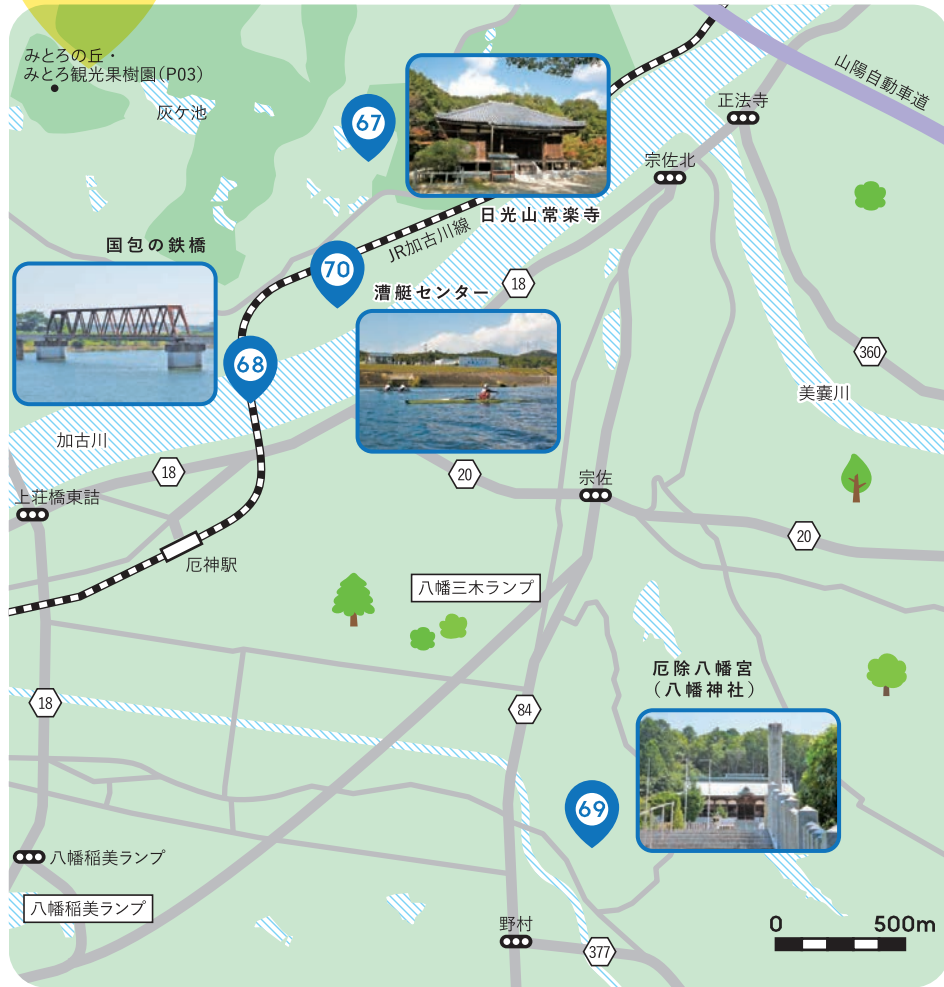 みとろの丘・
みとろ観光果樹園(P03)
灰ケ池
67
山陽自動車道
正法寺
宗佐北
日光山常楽寺
JR加古川線
国包の鉄橋
70
漕艇センター
18
68
360
美嚢川
加古川
18
20
宗佐
上荘橋東詰
20
厄神駅
八幡三木ランプ
厄除八幡宮
(八幡神社)
18
84
69
八幡稲美ランプ
八幡稲美ランプ
野村
377
0 500m